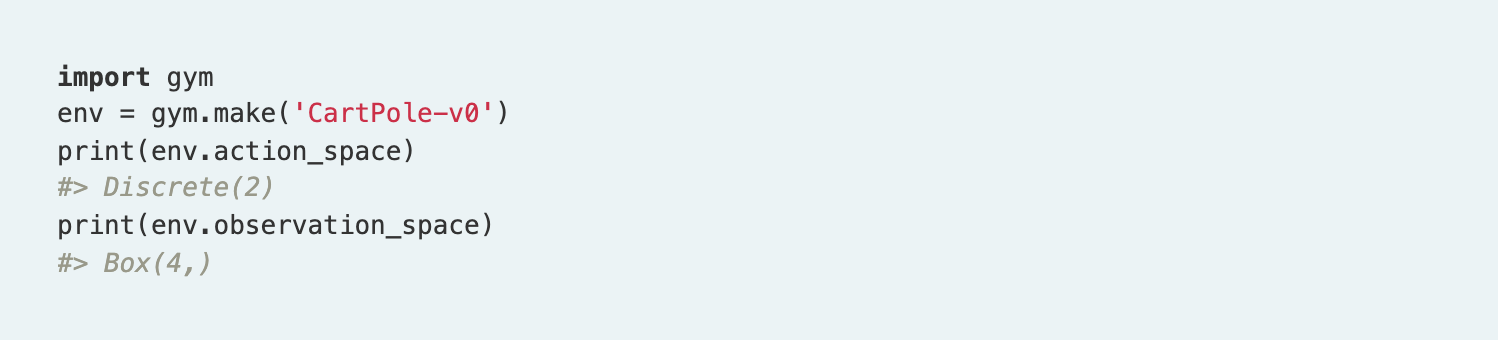 import gym
env = gym.make('CartPole-v0')
print(env.action_space)
#> Discrete(2)
print(env.observation_space)
#> Box(4,)